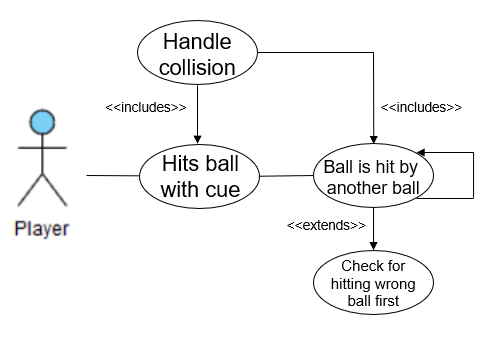 Handle
collision
<<includes>>
<<includes>>
Hits ball
with cue
Ball is hit by
another ball
Player
<<extends>>
Check for
hitting wrong
ball first